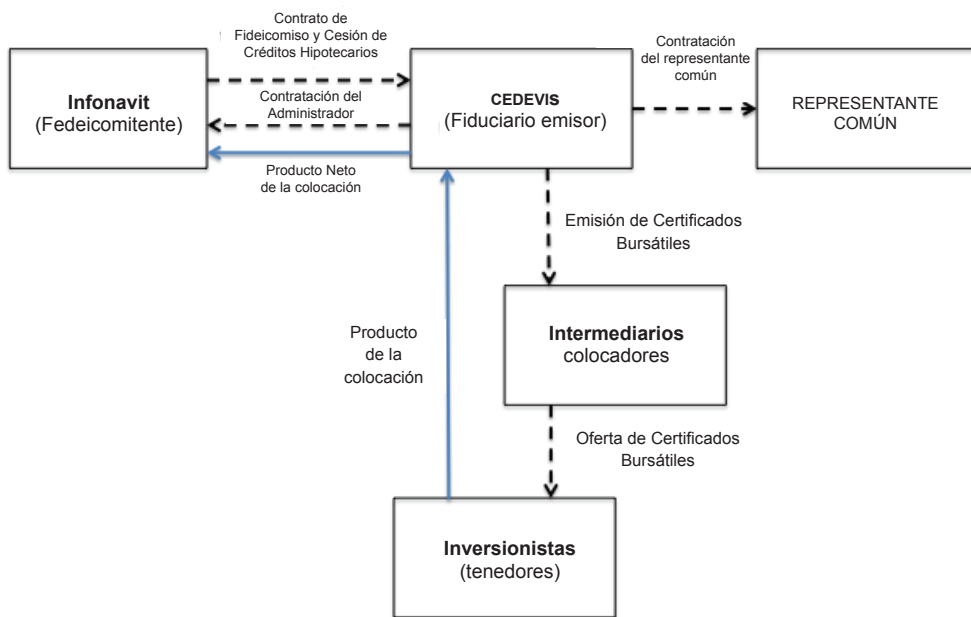 Contrato de
Fideicomiso y Cesión de
Créditos Hipotecarios
Infonavit
(Fedeicomitente)
Contratación del
Administrador
Producto Neto
de la colocación
CEDEVIS
(Fiduciario emisor)
Contratación
del representante
común
REPRESENTANTE
COMÚN
Emisión de Certificados
Bursátiles
Intermediarios
colocadores
Producto
de la
colocación
Oferta de Certificados
Bursátiles
Inversionistas
(tenedores)